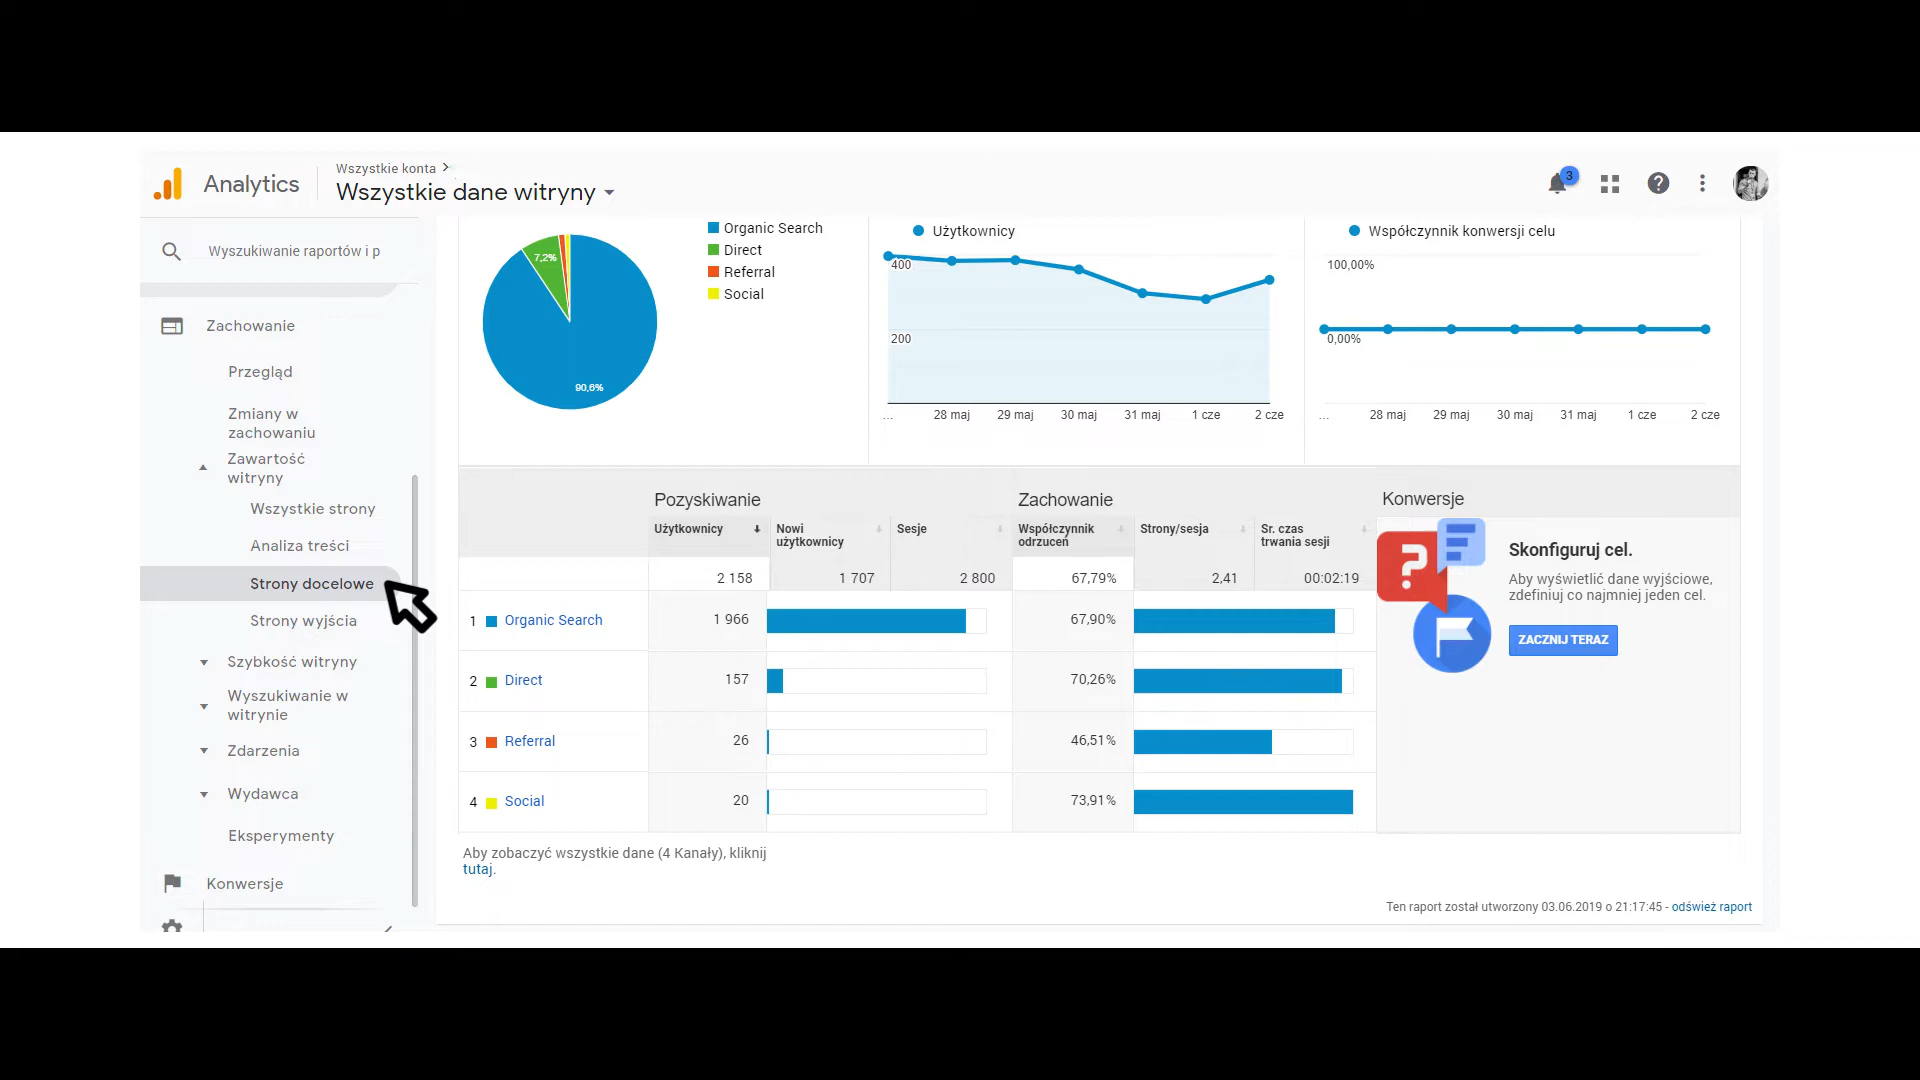 Analytics
Wszystkie konta >
Wszystkie dane witryny
3
Wyszukiwanie raportów i p
Zachowanie
Przegląd
Zmiany w
zachowaniu
Zawartość
witryny
Wszystkie strony
Analiza treści
Strony docelowe
Strony wyjścia
Szybkość witryny
Wyszukiwanie w
witrynie
Zdarzenia
Wydawca
Eksperymenty
Konwersje
7,2%
90,6%
Organic Search
Direct
Referral
Social
Użytkownicy
400
200
... 28 maj 29 maj 30 maj 31 maj 1 cze 2 cze
Współczynnik konwersji celu
100,00%
0,00%
... 28 maj 29 maj 30 maj 31 maj 1 cze 2 cze
Pozyskiwanie Zachowanie Konwersje
Użytkownicy
Nowi
użytkownicy
Sesje
Współczynnik
odrzuceń
Strony/sesja
Śr. czas
trwania sesji
2 158 1 707 2 800 67,79% 2,41 00:02:19
1 Organic Search 1 966 67,90%
2 Direct 157 70,26%
3 Referral 26 46,51%
4 Social 20 73,91%
Skonfiguruj cel.
Aby wyświetlić dane wyjściowe,
zdefiniuj co najmniej jeden cel.
ZACZNIJ TERAZ
Aby zobaczyć wszystkie dane (4 Kanały), kliknij
tutaj.
Ten raport został utworzony 03.06.2019 o 21:17:45 - odśwież raport